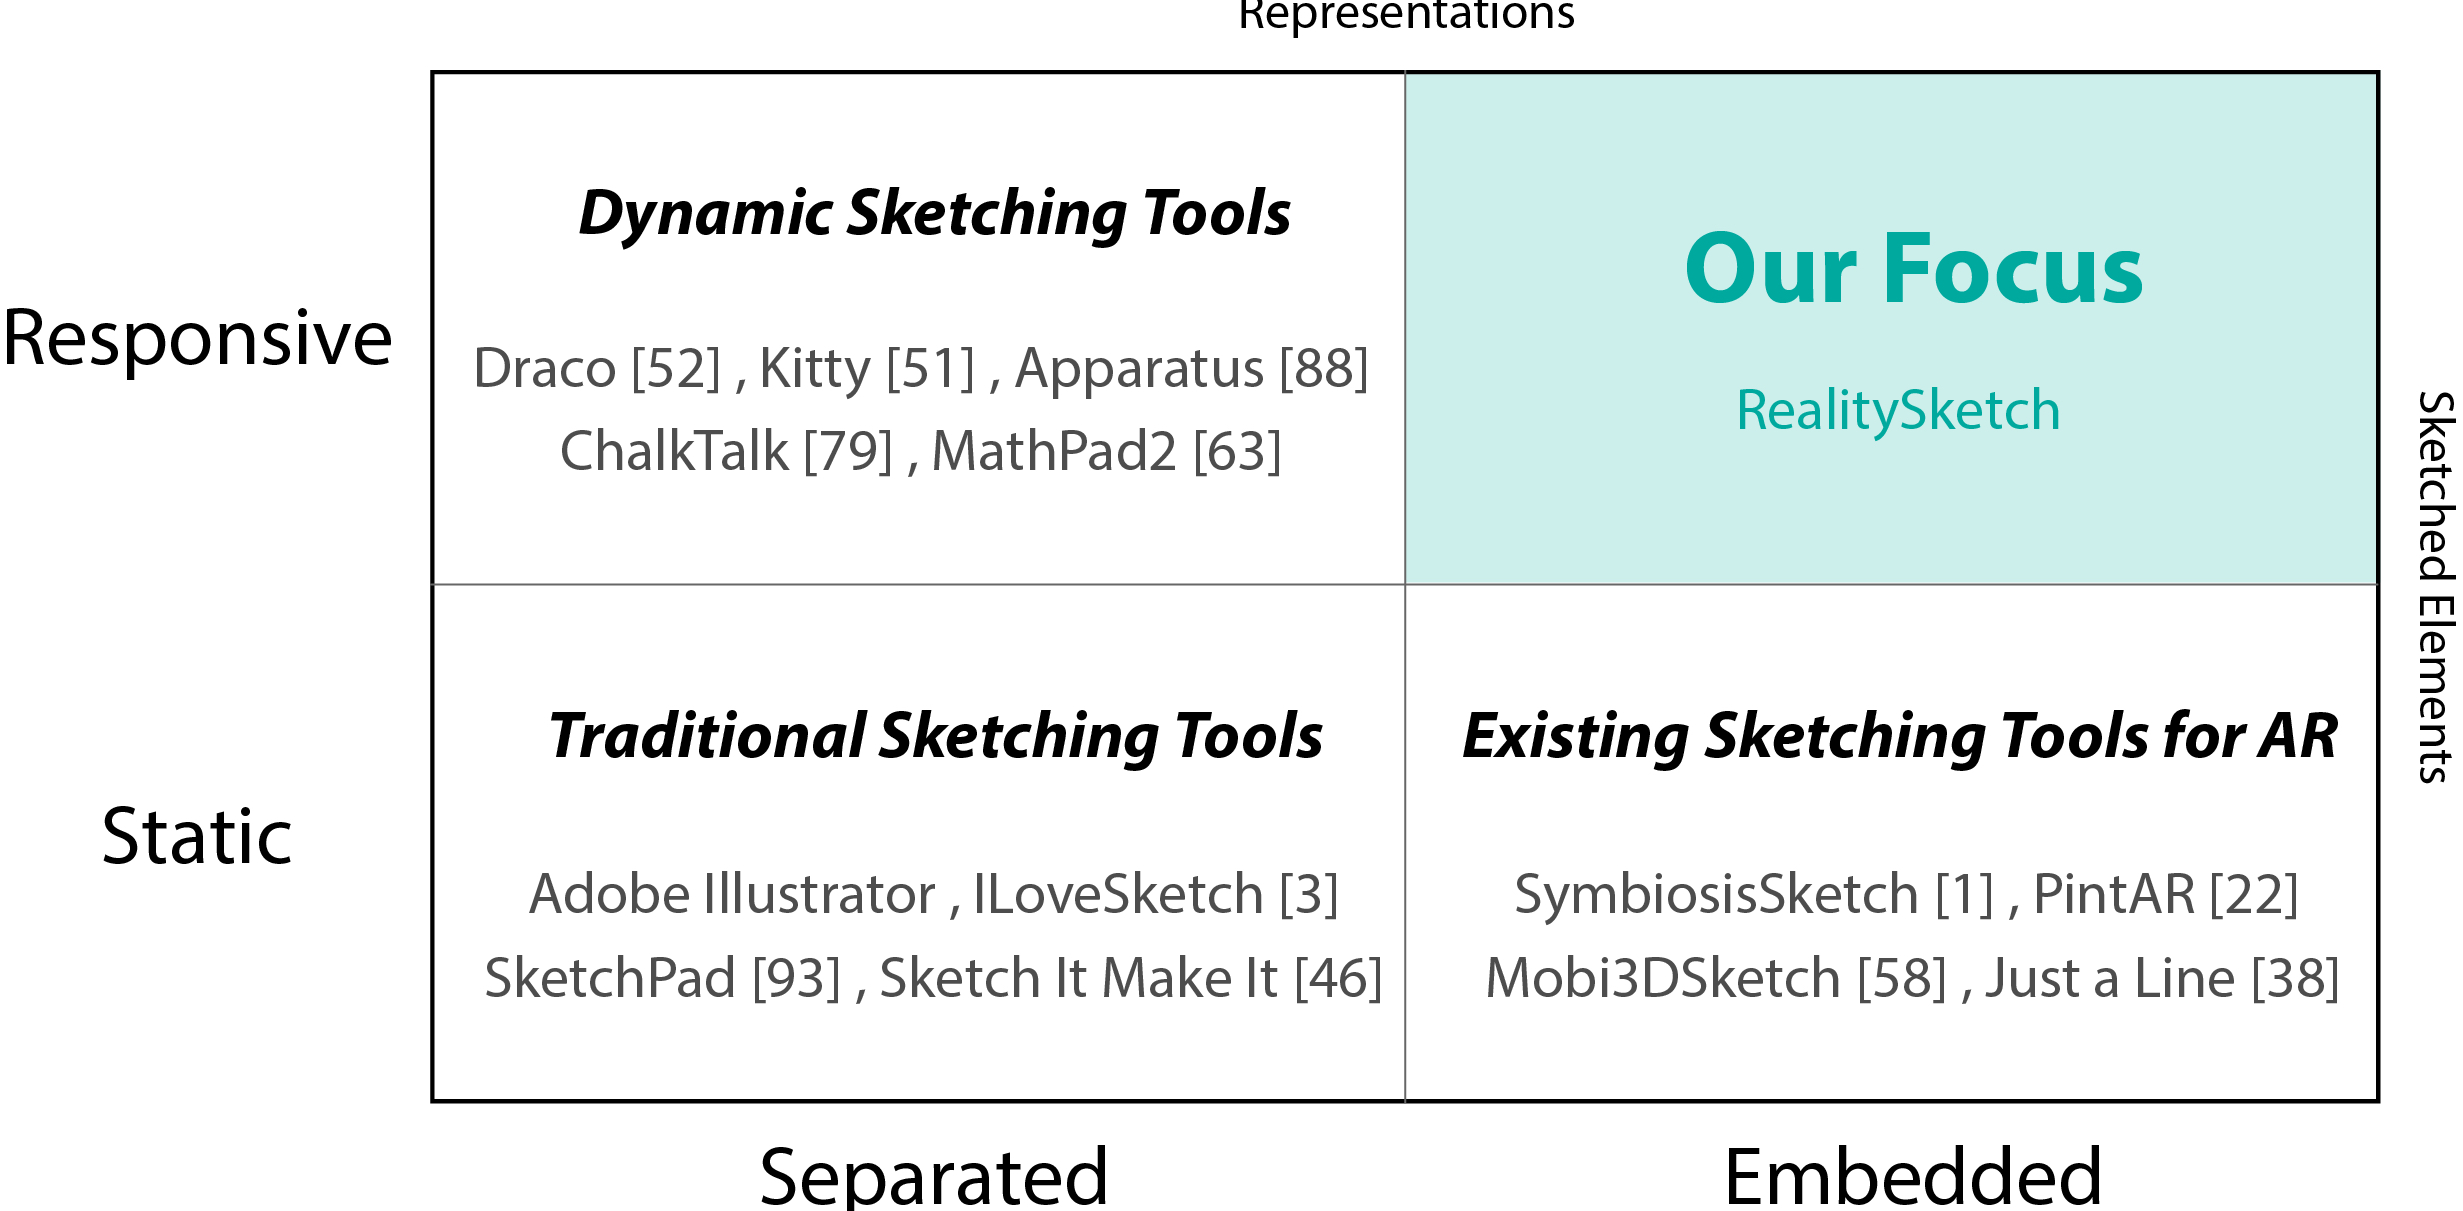 Representations
Dynamic Sketching Tools
Draco [52] , Kitty [51] , Apparatus [88]
ChalkTalk [79] , MathPad2 [63]
Our Focus
RealitySketch
Responsive
Sketched Elements
Traditional Sketching Tools
Adobe Illustrator , ILoveSketch [3]
SketchPad [93] , Sketch It Make It [46]
Existing Sketching Tools for AR
SymbiosisSketch [1] , PintAR [22]
Mobi3DSketch [58] , Just a Line [38]
Static
Separated
Embedded